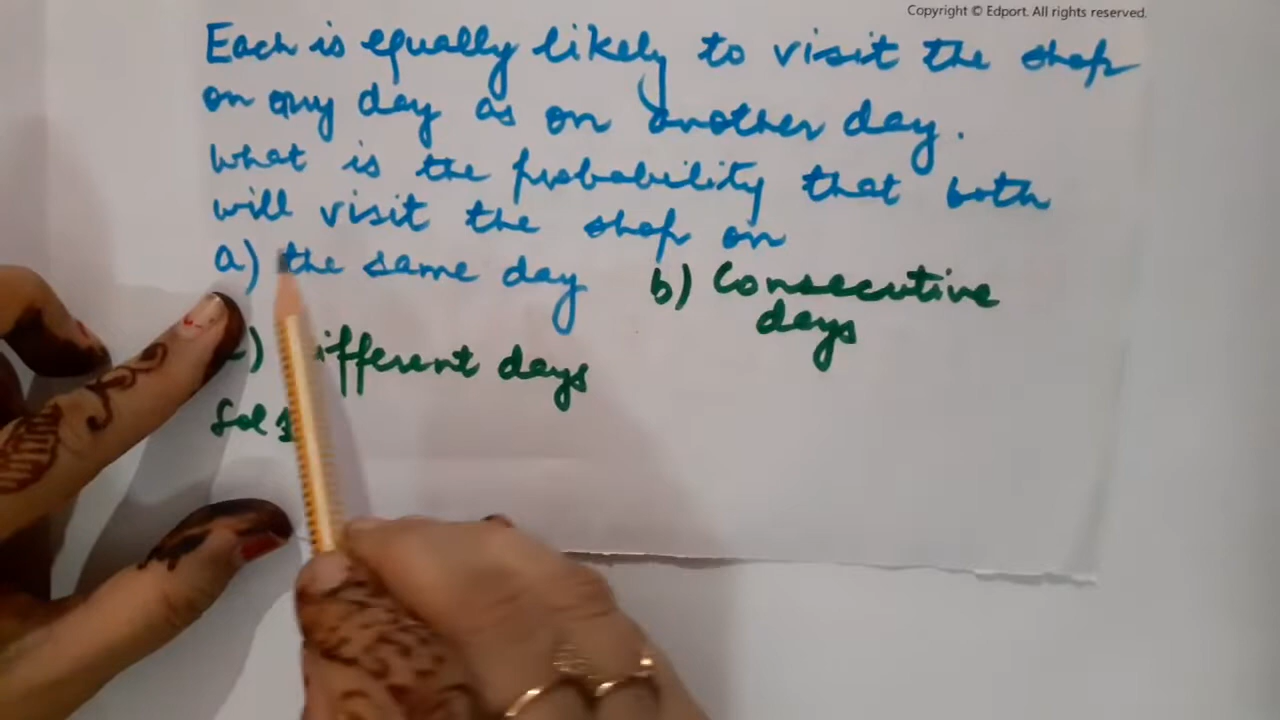 Copyright © Edport. All rights reserved.
Each is equally likely to visit the shop
on any day as on another day.
What is the probability that both
will visit the shop on
a) the same day b) Consecutive
days
ifferent days
Sol